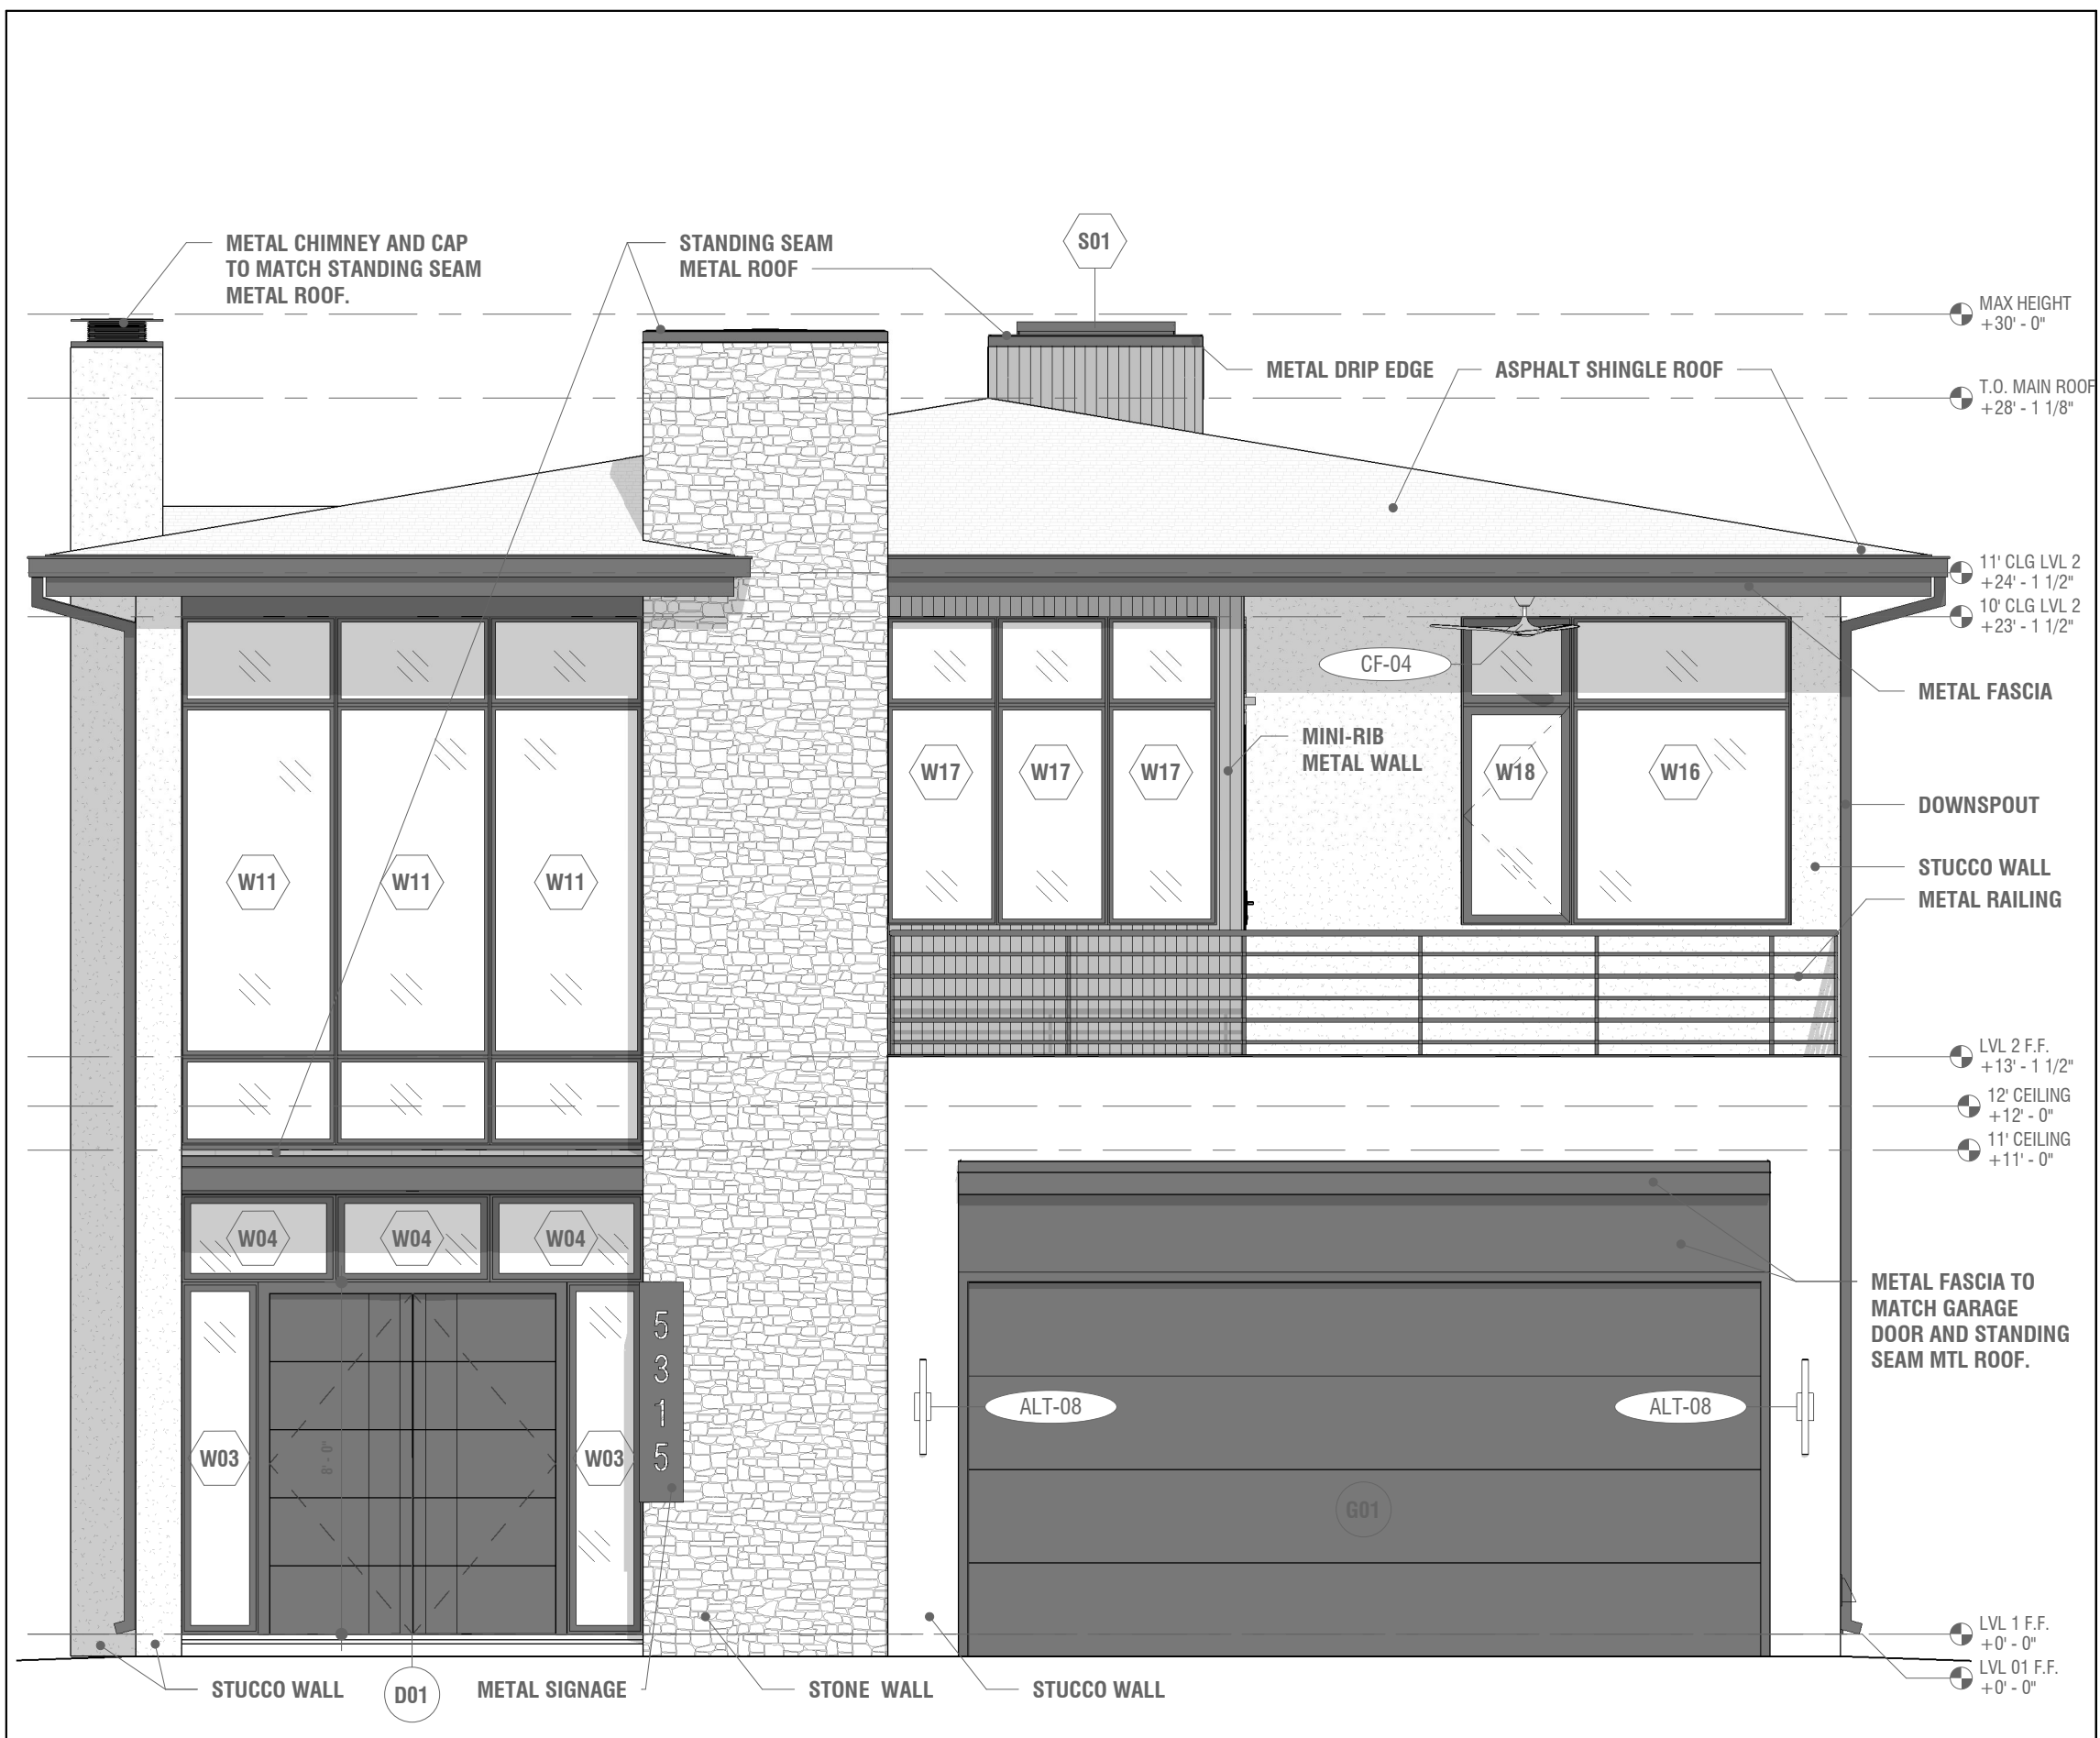 METAL CHIMNEY AND CAP
TO MATCH STANDING SEAM
METAL ROOF.
STANDING SEAM
METAL ROOF
S01
MAX HEIGHT
+30' - 0"
METAL DRIP EDGE
ASPHALT SHINGLE ROOF
T.O. MAIN ROOF
+28' - 1 1/8"
11' CLG LVL 2
+24' - 1 1/2"
10' CLG LVL 2
+23' - 1 1/2"
CF-04
METAL FASCIA
MINI-RIB
METAL WALL
W17
W17
W17
W18
W16
DOWNSPOUT
W11
W11
W11
STUCCO WALL
METAL RAILING
LVL 2 F.F.
+13' - 1 1/2"
12' CEILING
+12' - 0"
11' CEILING
+11' - 0"
W04
W04
W04
METAL FASCIA TO
MATCH GARAGE
DOOR AND STANDING
SEAM MTL ROOF.
5
3
1
5
ALT-08
ALT-08
W03
8' - 0"
W03
G01
LVL 1 F.F.
+0' - 0"
LVL 01 F.F.
+0' - 0"
STUCCO WALL
D01
METAL SIGNAGE
STONE WALL
STUCCO WALL